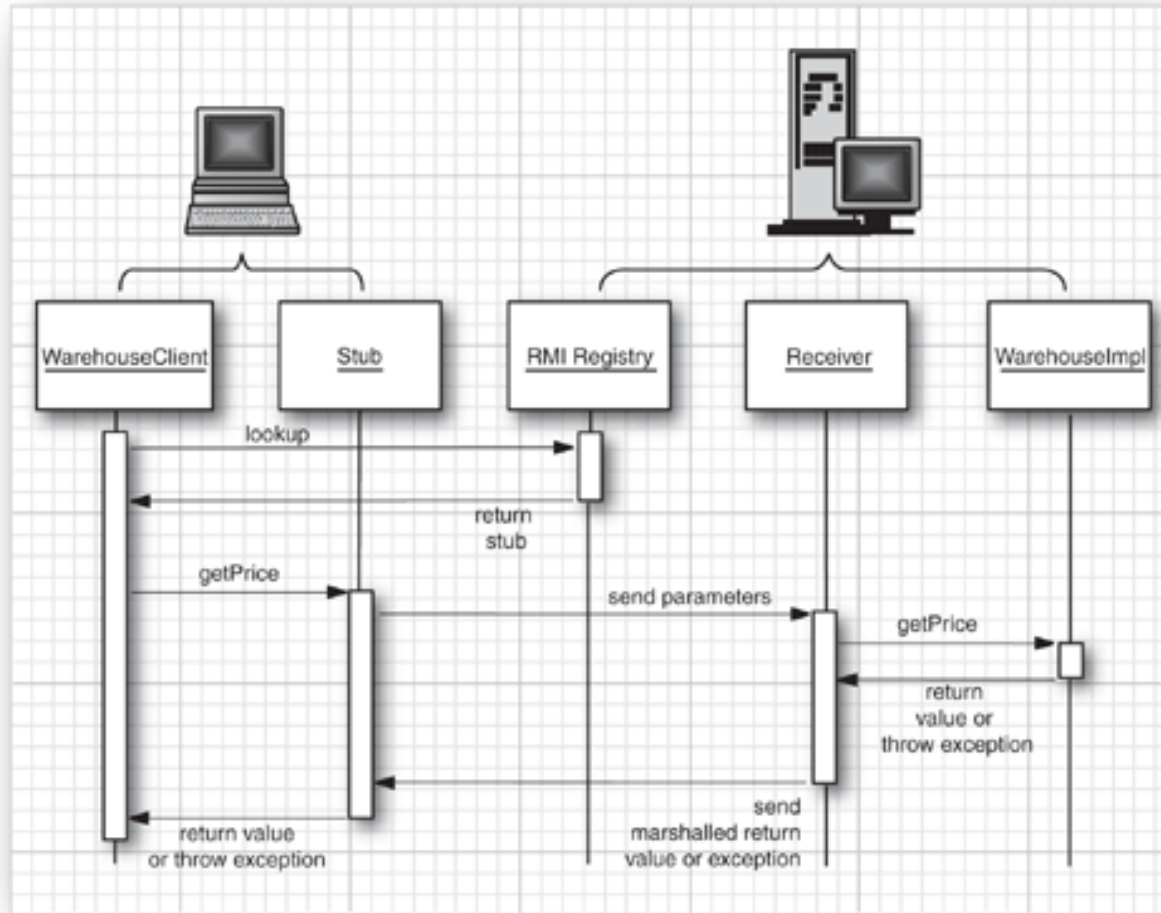 WarehouseClient
Stub
RMI Registry
Receiver
WarehouseImpl
lookup
return
stub
getPrice
send parameters
getPrice
return
value or
throw exception
send
marshalled return
value or exception
return value
or throw exception